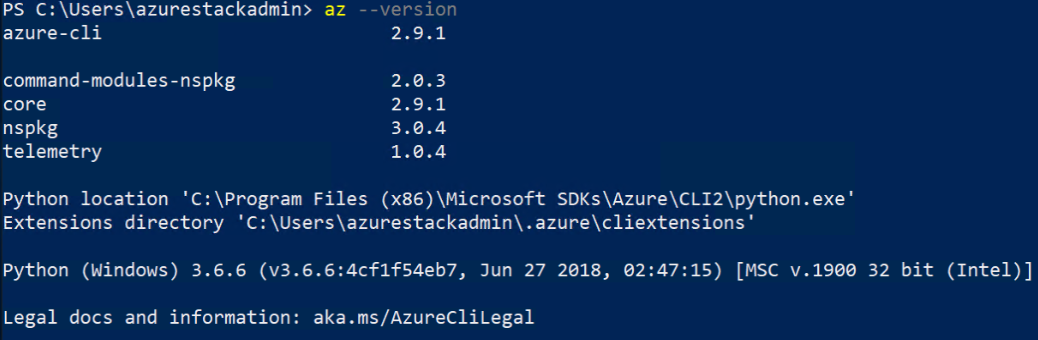 PS C:\Users\azurestackadmin> az --version
azure-cli 2.9.1
command-modules-nspkg 2.0.3
core 2.9.1
nspkg 3.0.4
telemetry 1.0.4
Python location 'C:\Program Files (x86)\Microsoft SDKs\Azure\CLI2\python.exe'
Extensions directory 'C:\Users\azurestackadmin\.azure\cliextensions'
Python (Windows) 3.6.6 (v3.6.6:4cf1f54eb7, Jun 27 2018, 02:47:15) [MSC v.1900 32 bit (Intel)]
Legal docs and information: aka.ms/AzureCliLegal